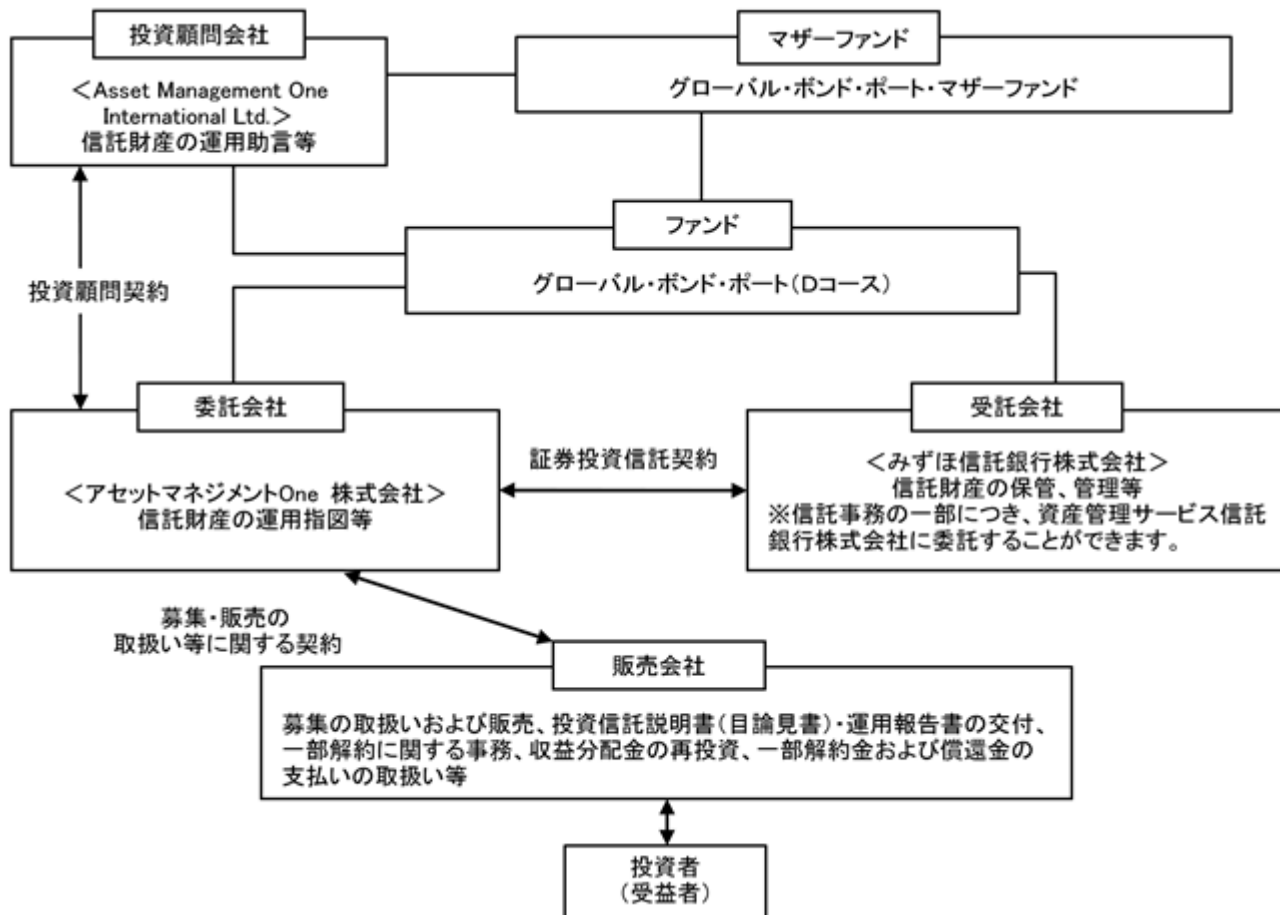 投資顧問会社
<Asset Management One
International Ltd.>
信託財産の運用助言等
マザーファンド
グローバル・ボンド・ポート・マザーファンド
ファンド
グローバル・ボンド・ポート(Dコース)
投資顧問契約
委託会社
<アセットマネジメントOne 株式会社>
信託財産の運用指図等
証券投資信託契約
受託会社
<みずほ信託銀行株式会社>
信託財産の保管、管理等
※信託事務の一部につき、資産管理サービス信託
銀行株式会社に委託することができます。
募集・販売の
取扱い等に関する契約
販売会社
募集の取扱いおよび販売、投資信託説明書(目論見書)・運用報告書の交付、
一部解約に関する事務、収益分配金の再投資、一部解約金および償還金の
支払いの取扱い等
投資者
(受益者)